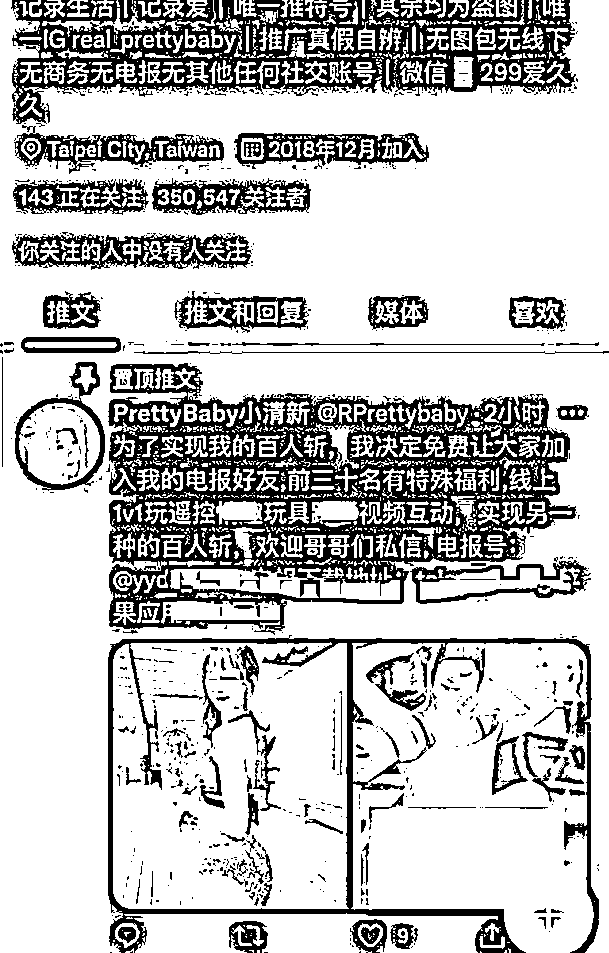 记录生活 | 记录爱 | 唯一推特号 | 其余均为盗图 | 唯
一IG real_prettybaby | 推广真假自辨 | 无图包无线下
无商务无电报无其他任何社交账号 | 微信 299爱久
久
Taipei City, Taiwan 2018年12月 加入
143 正在关注 350,547 关注者
你关注的人中没有人关注
推文 推文和回复 媒体 喜欢
置顶推文
PrettyBaby小清新 @RPrettybaby · 2小时
为了实现我的百人斩，我决定免费让大家加
入我的电报好友,前三十名有特殊福利,线上
1v1玩遥控 玩具 视频互动，实现另一
种的百人斩，欢迎哥哥们私信, 电报号：
@yyd
果应
9